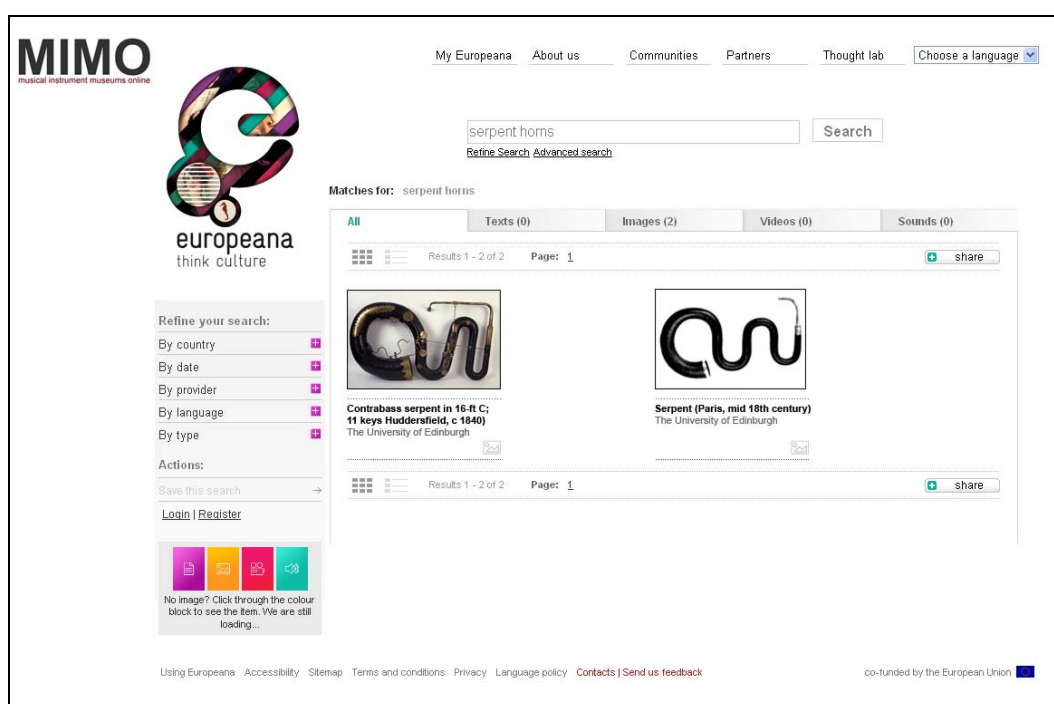 MIMO
musical instrument museums online
My Europeana About us Communities Partners Thought lab Choose a language
serpent horns Search
Refine Search Advanced search
Matches for: serpent horns
All Texts (0) Images (2) Videos (0) Sounds (0)
europeana
think culture
Results 1 - 2 of 2 Page: 1 share
Refine your search:
By country
By date
By provider
By language
By type
Actions:
Save this search
Login | Register
Contrabass serpent in 16-ft C;
11 keys Huddersfield, c 1840)
The University of Edinburgh
Serpent (Paris, mid 18th century)
The University of Edinburgh
Results 1 - 2 of 2 Page: 1 share
No image? Click through the colour
block to see the item. We are still
loading...
Using Europeana Accessibility Sitemap Terms and conditions Privacy Language policy Contacts | Send us feedback co-funded by the European Union